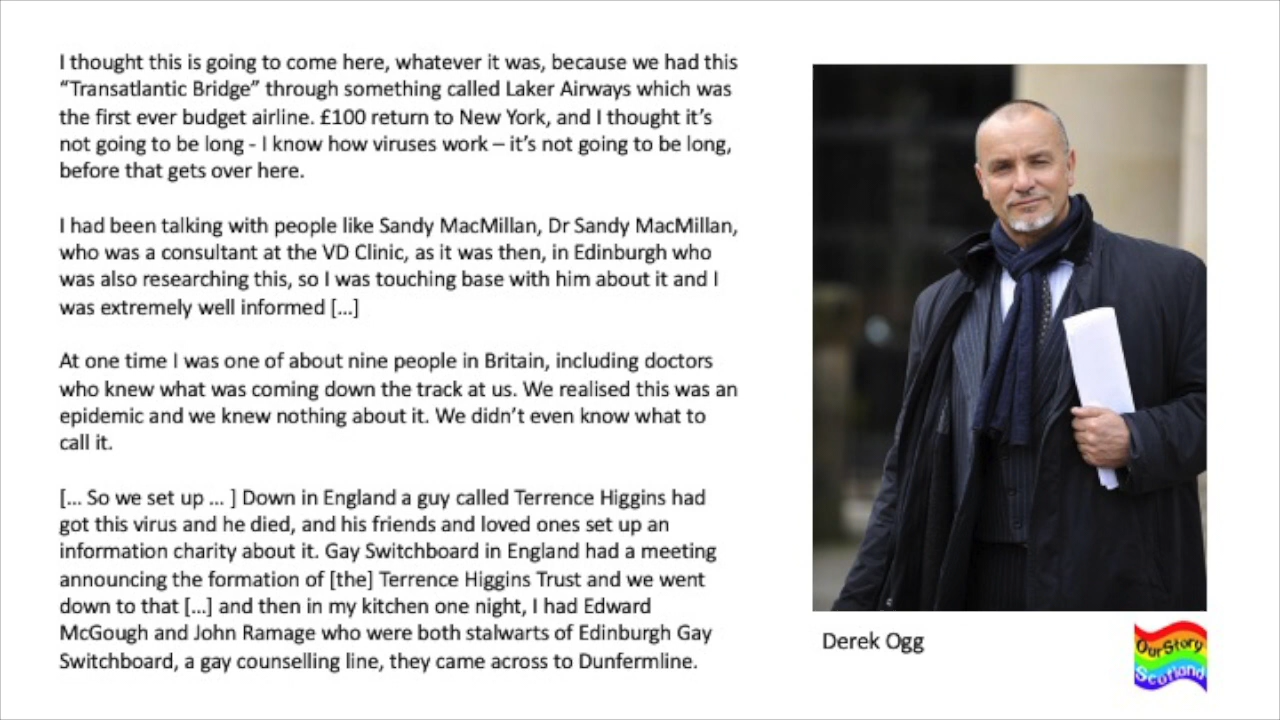 I thought this is going to come here, whatever it was, because we had this
“Transatlantic Bridge” through something called Laker Airways which was
the first ever budget airline. £100 return to New York, and I thought it’s
not going to be long - I know how viruses work – it’s not going to be long,
before that gets over here.
I had been talking with people like Sandy MacMillan, Dr Sandy MacMillan,
who was a consultant at the VD Clinic, as it was then, in Edinburgh who
was also researching this, so I was touching base with him about it and I
was extremely well informed [...]
At one time I was one of about nine people in Britain, including doctors
who knew what was coming down the track at us. We realised this was an
epidemic and we knew nothing about it. We didn’t even know what to
call it.
[... So we set up ... ] Down in England a guy called Terrence Higgins had
got this virus and he died, and his friends and loved ones set up an
information charity about it. Gay Switchboard in England had a meeting
announcing the formation of [the] Terrence Higgins Trust and we went
down to that [...] and then in my kitchen one night, I had Edward
McGough and John Ramage who were both stalwarts of Edinburgh Gay
Switchboard, a gay counselling line, they came across to Dunfermline.
Derek Ogg
OurStory
Scotland